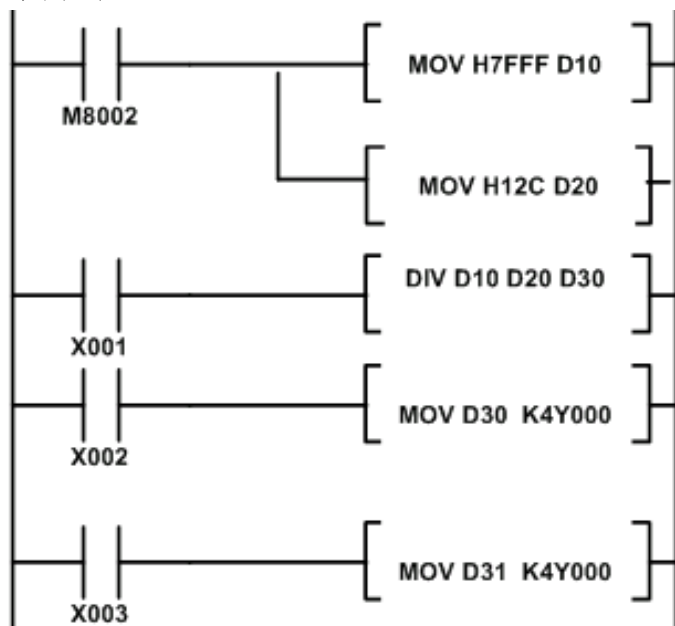 MOV H7FFF D10
M8002
MOV H12C D20
DIV D10 D20 D30
X001
MOV D30 K4Y000
X002
MOV D31 K4Y000
X003